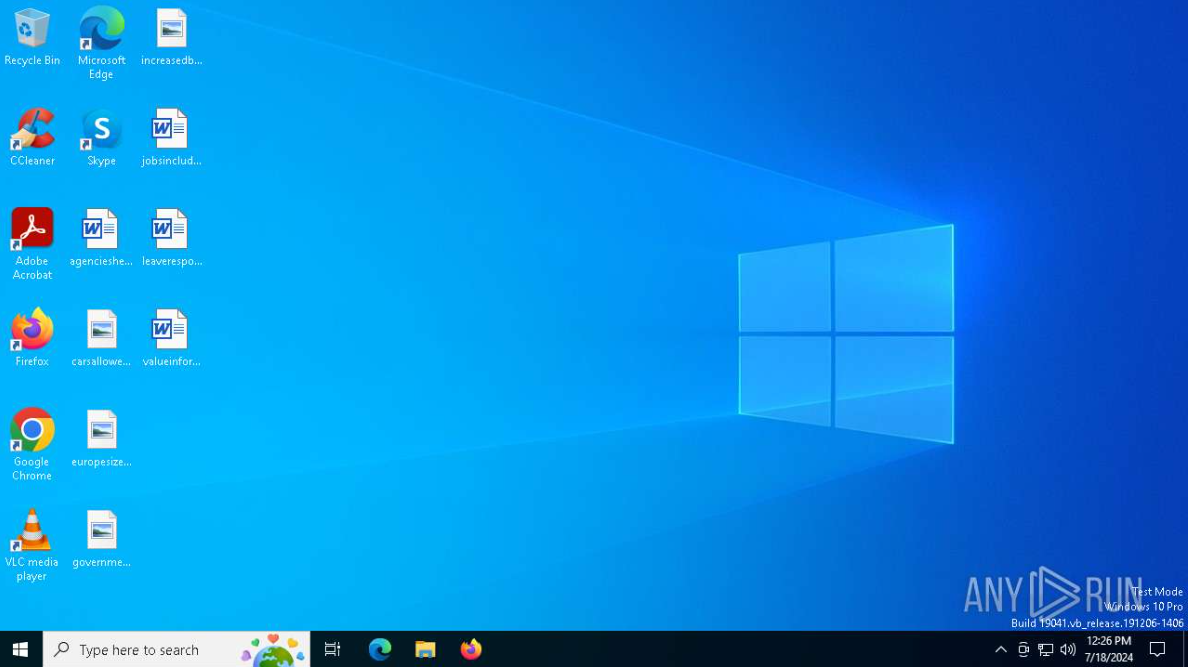 Recycle Bin
Microsoft
Edge
increasedb...
CCleaner
Skype
jobsinclud...
Adobe
Acrobat
agencieshe...
leaverespo...
Firefox
carsallowe...
valueinfor...
Google
Chrome
europesize...
VLC media
player
governme...
ANY RUN
Test Mode
Windows 10 Pro
Build 19041.vb_release.191206-1406
Type here to search
12:26 PM
7/18/2024